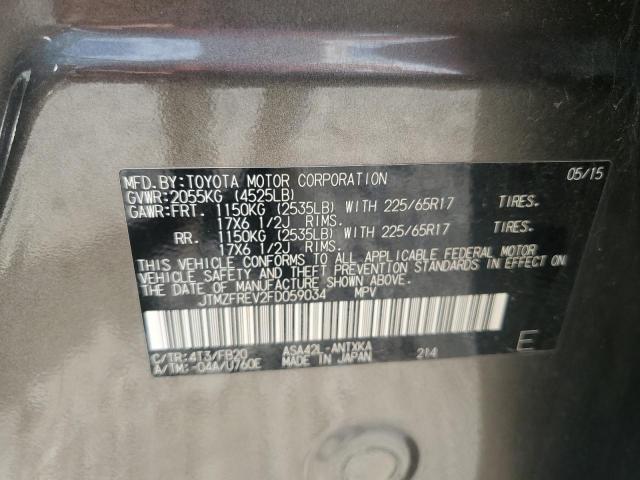 MFD.BY:TOYOTA MOTOR CORPORATION 05/15
GVWR:2055KG (4525LB)
GAWR:FRT. 1150KG (2535LB) WITH 225/65R17 TIRES.
17X6 1/2J RIMS.
RR. 1150KG (2535LB) WITH 225/65R17 TIRES.
17X6 1/2J RIMS.
THIS VEHICLE CONFORMS TO ALL APPLICABLE FEDERAL MOTOR
VEHICLE SAFETY AND THEFT PREVENTION STANDARDS IN EFFECT ON
THE DATE OF MANUFACTURE SHOWN ABOVE.
JTMZFREV2FD059034 MPV
C/TR:4T3/FB20 ASA42L-ANTXKA 214
A/TM:-04A/U760E MADE IN JAPAN E